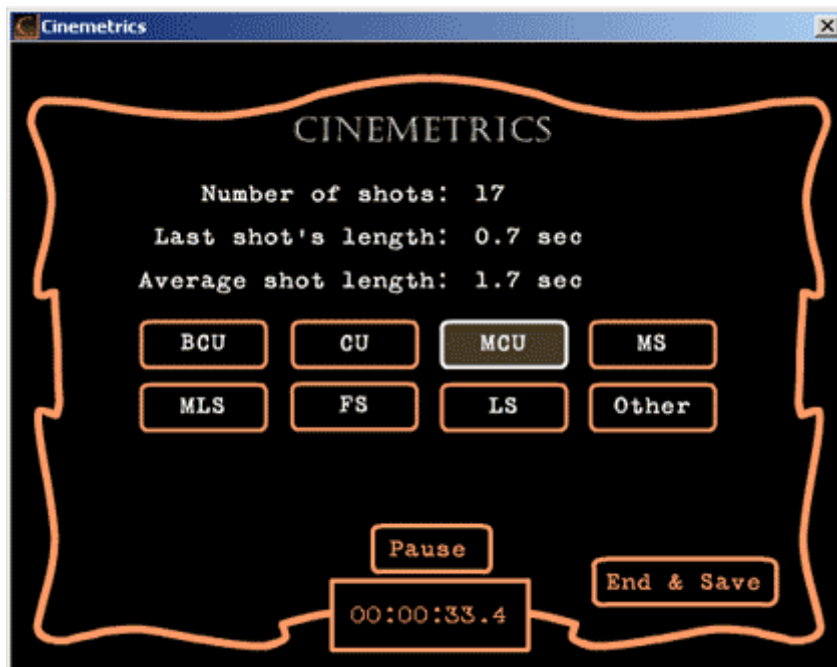 Cinemetrics
CINEMETRICS
Number of shots: 17
Last shot's length: 0.7 sec
Average shot length: 1.7 sec
BCU CU MCU MS
MLS FS LS Other
Pause
End & Save
00:00:33.4